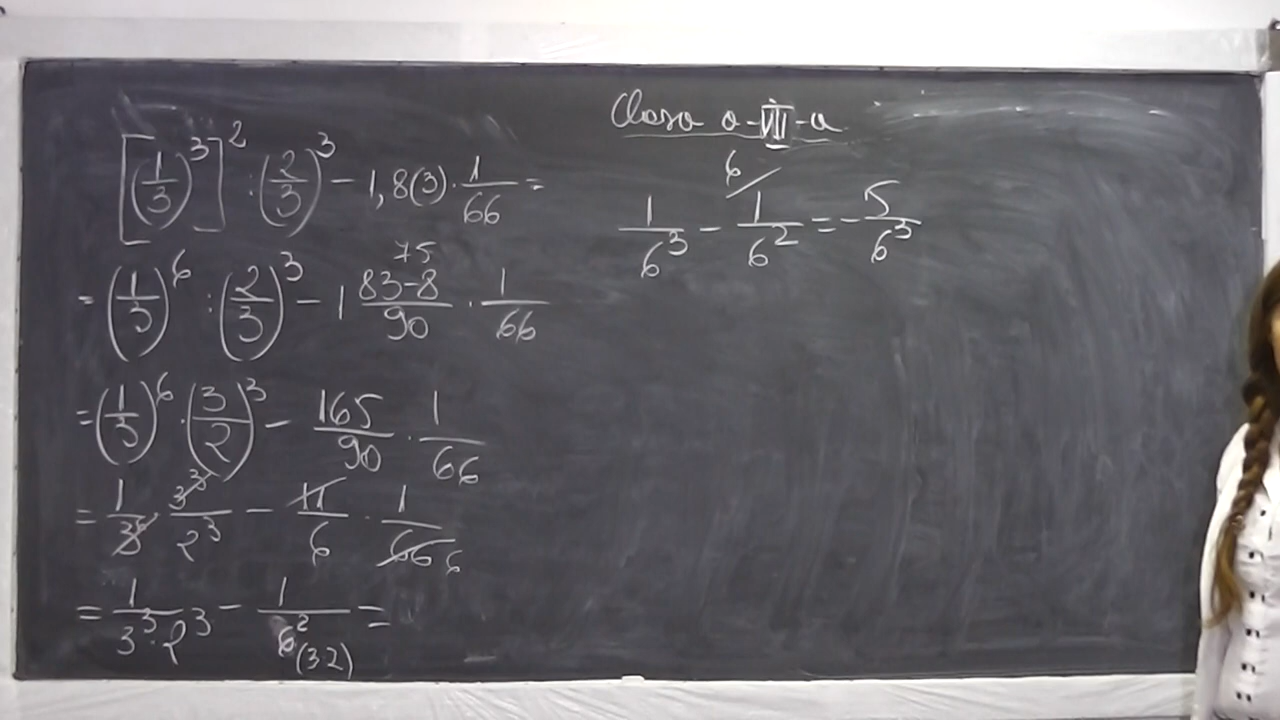 Clasa a-VIII-a
[(1/3)^3]^2 : (2/3)^3 - 1,8(3) · 1/66 =
75
= (1/3)^6 : (2/3)^3 - 1 83-8/90 · 1/66
= (1/3)^6 · (3/2)^3 - 165/90 · 1/66
= 1/3^6 · 3^3/2^3 - 11/6 · 1/66 6
= 1/3^3·2^3 - 1/6^2 =
(3·2)
6
1/6^3 - 1/6^2 = -5/6^3